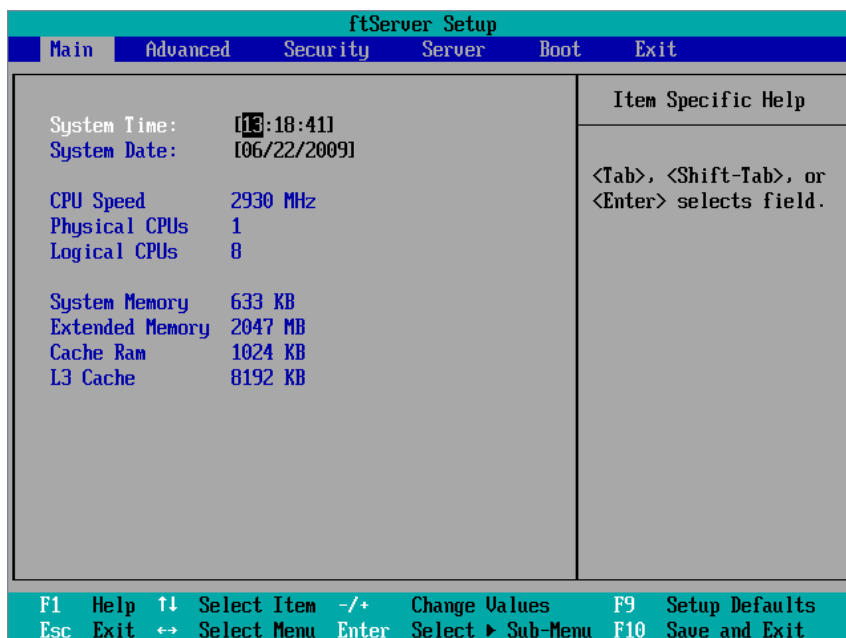 ftServer Setup
Main Advanced Security Server Boot Exit
Item Specific Help
System Time: [13:18:41]
System Date: [06/22/2009]
<Tab>, <Shift-Tab>, or
<Enter> selects field.
CPU Speed 2930 MHz
Physical CPUs 1
Logical CPUs 8
System Memory 633 KB
Extended Memory 2047 MB
Cache Ram 1024 KB
L3 Cache 8192 KB
F1 Help ↑↓ Select Item -/+ Change Values F9 Setup Defaults
Esc Exit ↔ Select Menu Enter Select ▶ Sub-Menu F10 Save and Exit